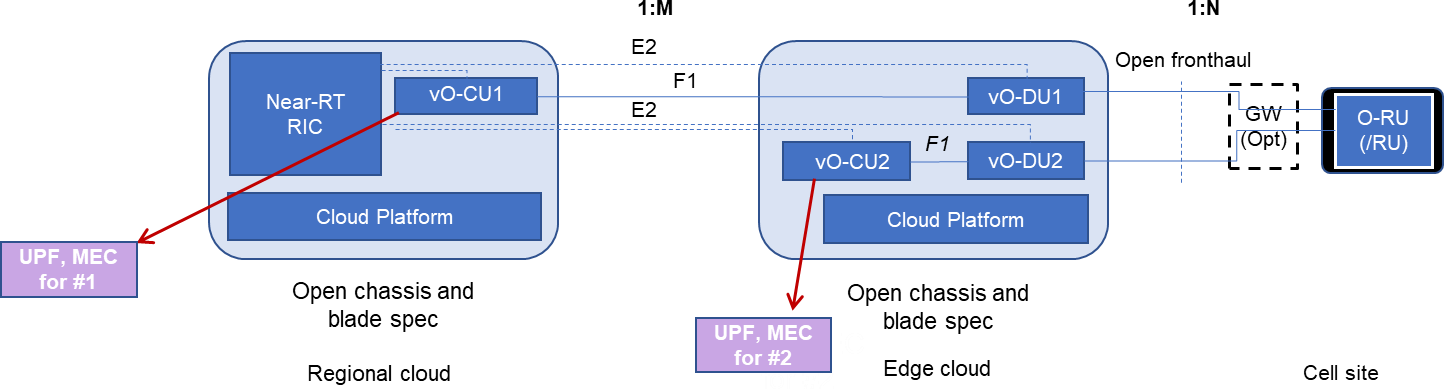 1:M
1:N
E2
Near-RT
RIC
vO-CU1
F1
E2
vO-DU1
Open fronthaul
GW
(Opt)
O-RU
(/RU)
vO-CU2
F1
vO-DU2
Cloud Platform
Cloud Platform
UPF, MEC
for #1
Open chassis and
blade spec
Open chassis and
blade spec
UPF, MEC
for #2
Regional cloud
Edge cloud
Cell site